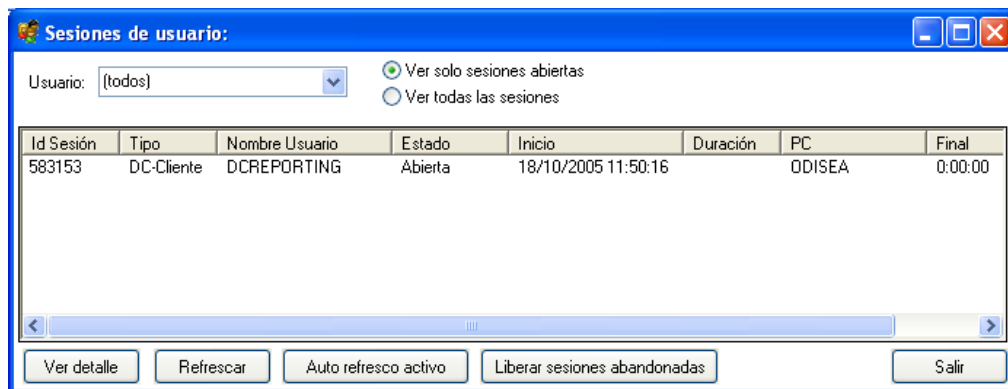 Sesiones de usuario:
Usuario: (todos)
Ver solo sesiones abiertas
Ver todas las sesiones
Id Sesión Tipo Nombre Usuario Estado Inicio Duración PC Final
583153 DC-Cliente DCREPORTING Abierta 18/10/2005 11:50:16 ODISEA 0:00:00
Ver detalle Refrescar Auto refresco activo Liberar sesiones abandonadas Salir